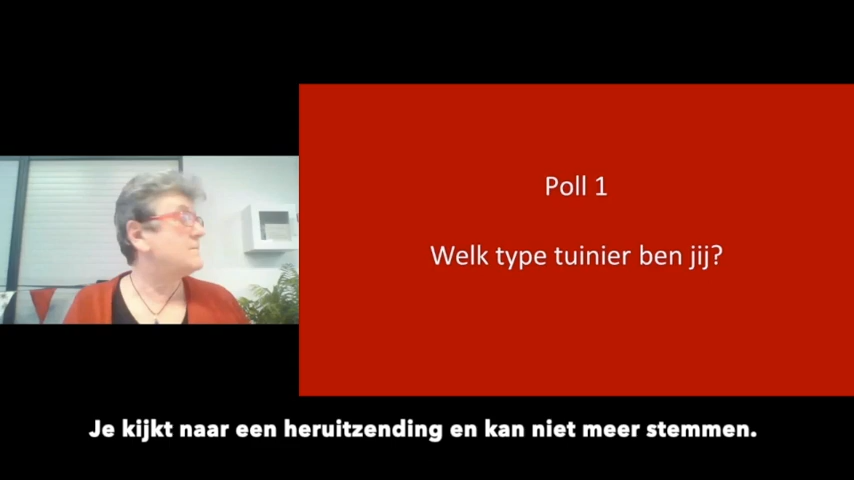 Poll 1
Welk type tuinier ben jij?
Je kijkt naar een heruitzending en kan niet meer stemmen.